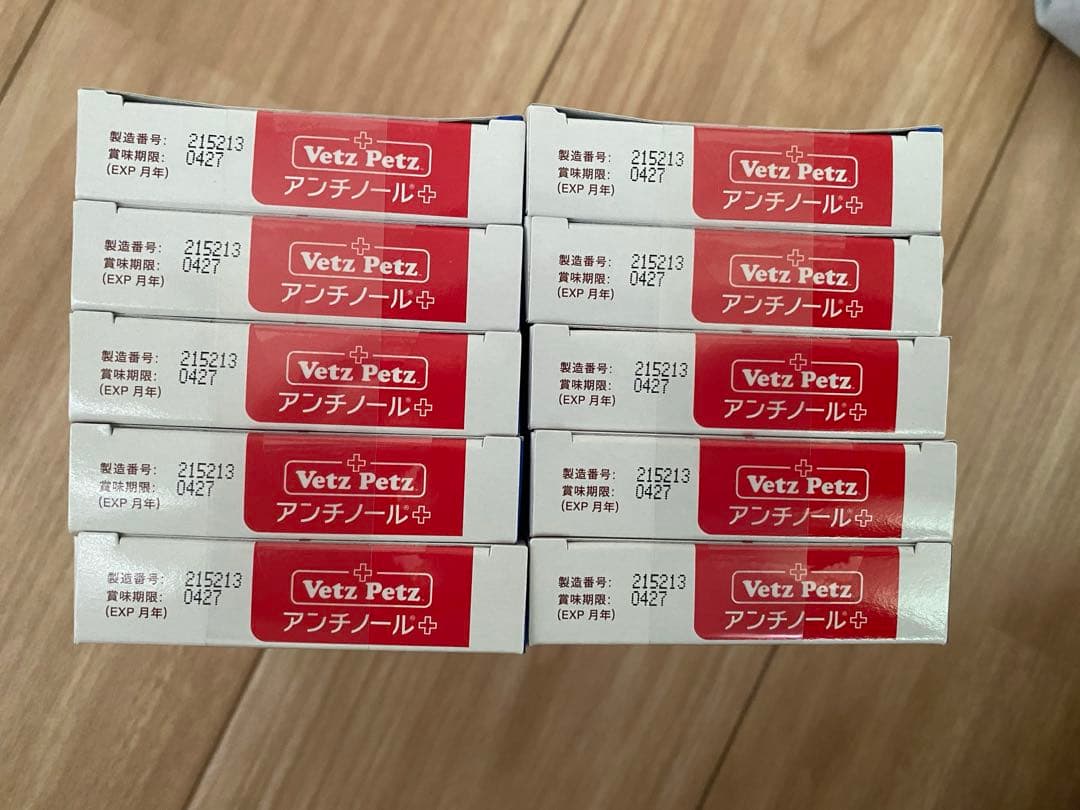 製造番号: 215213
賞味期限: 0427
(EXP 月年)
Vetz Petz
アンチノール®
製造番号: 215213
賞味期限: 0427
(EXP 月年)
Vetz Petz
アンチノール®
製造番号: 215213
賞味期限: 0427
(EXP 月年)
Vetz Petz
アンチノール®
製造番号: 215213
賞味期限: 0427
(EXP 月年)
Vetz Petz
アンチノール®
製造番号: 215213
賞味期限: 0427
(EXP 月年)
Vetz Petz
アンチノール®
製造番号: 215213
賞味期限: 0427
(EXP 月年)
Vetz Petz
アンチノール®
製造番号: 215213
賞味期限: 0427
(EXP 月年)
Vetz Petz
アンチノール®
製造番号: 215213
賞味期限: 0427
(EXP 月年)
Vetz Petz
アンチノール®
製造番号: 215213
賞味期限: 0427
(EXP 月年)
Vetz Petz
アンチノール®
製造番号: 215213
賞味期限: 0427
(EXP 月年)
Vetz Petz
アンチノール®